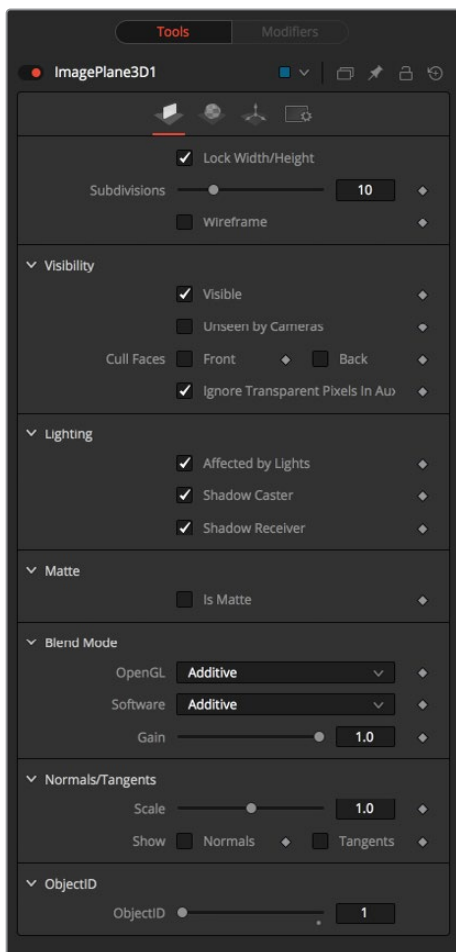 Tools Modifiers
ImagePlane3D1
Lock Width/Height
Subdivisions 10
Wireframe
Visibility
Visible
Unseen by Cameras
Cull Faces Front Back
Ignore Transparent Pixels In Aux
Lighting
Affected by Lights
Shadow Caster
Shadow Receiver
Matte
Is Matte
Blend Mode
OpenGL Additive
Software Additive
Gain 1.0
Normals/Tangents
Scale 1.0
Show Normals Tangents
ObjectID
ObjectID 1